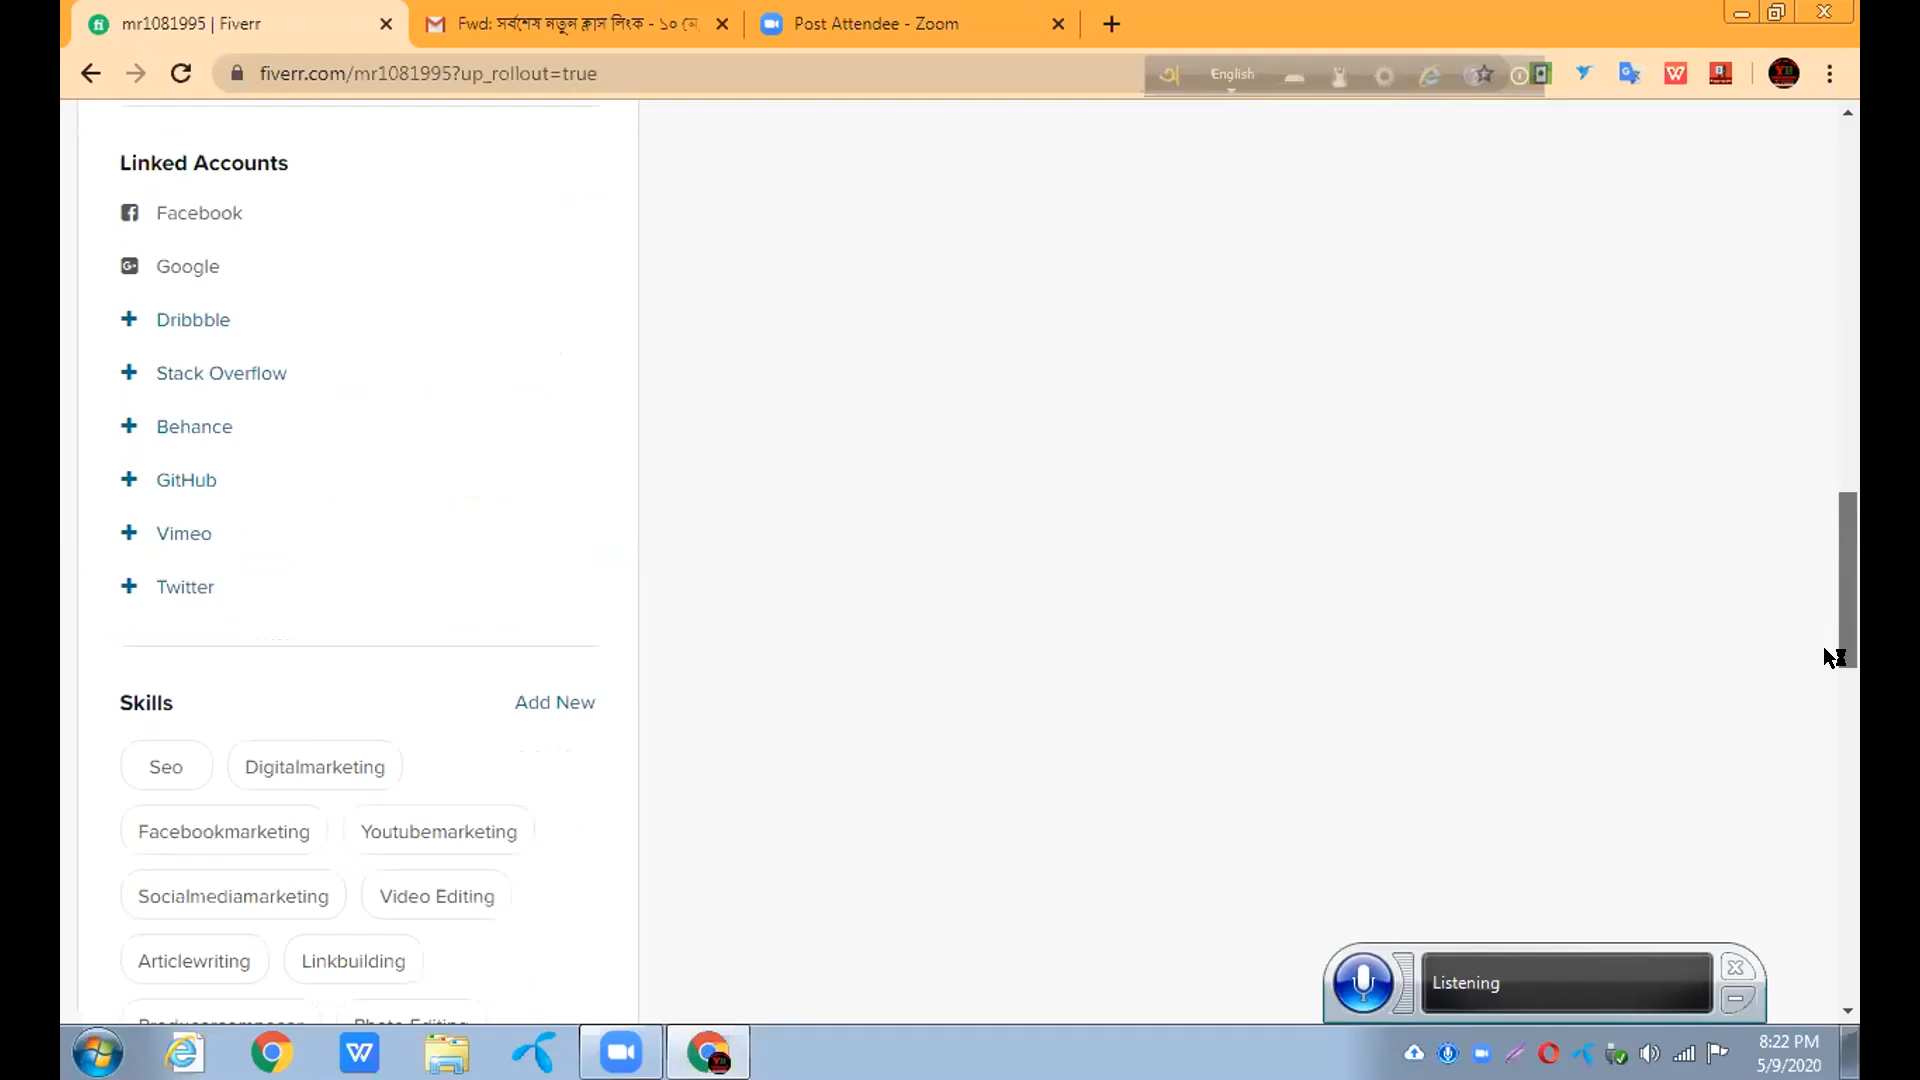 mr1081995 | Fiverr
Fwd: সর্বশেষ নতুন ক্লাস লিংক - ১০ মে
Post Attendee - Zoom
fiverr.com/mr1081995?up_rollout=true
English
Linked Accounts
Facebook
Google
Dribbble
Stack Overflow
Behance
GitHub
Vimeo
Twitter
Skills
Add New
Seo
Digitalmarketing
Facebookmarketing
Youtubemarketing
Socialmediamarketing
Video Editing
Articlewriting
Linkbuilding
Photo Editing
Listening
8:22 PM
5/9/2020